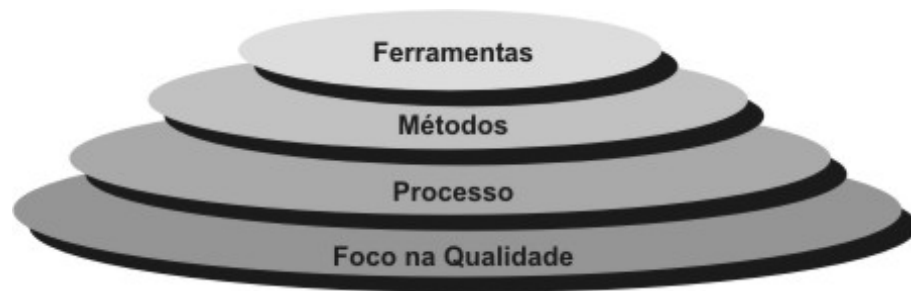 Ferramentas
Métodos
Processo
Foco na Qualidade